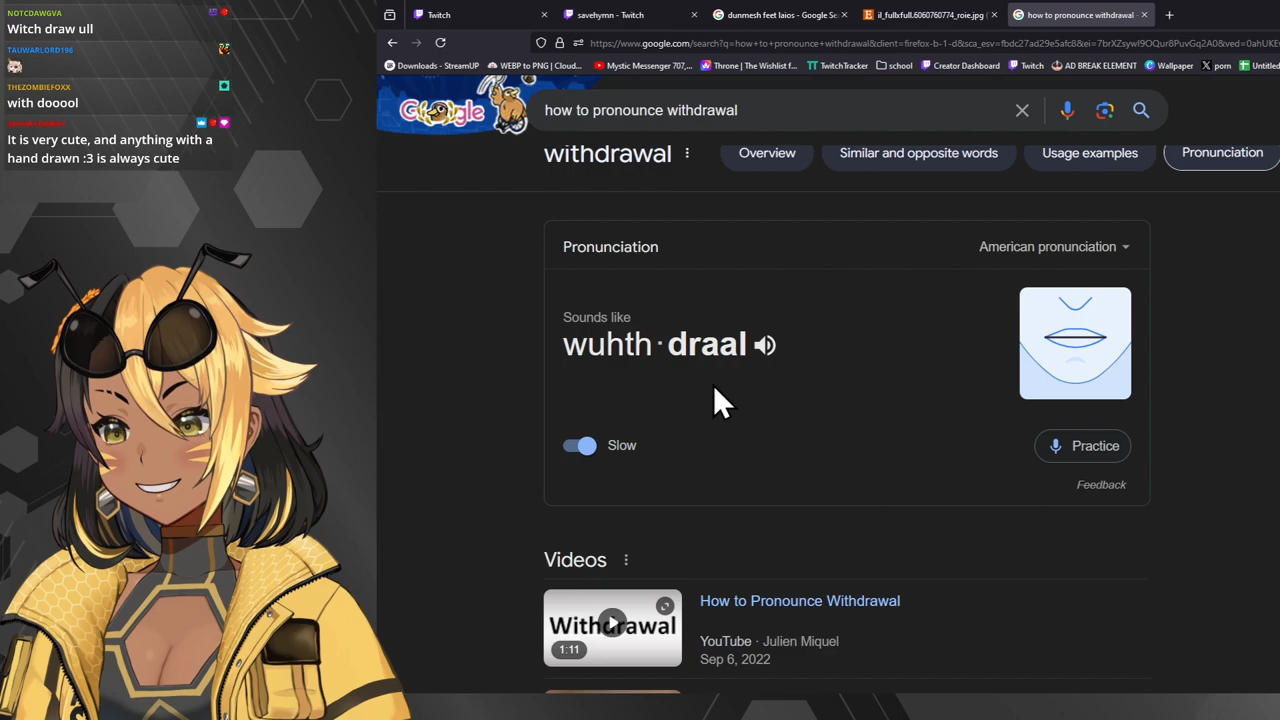 NOTCDAWGVA
Witch draw ull
TAUWARLORD196
THEZOMBIEFOXX
with dooool
It is very cute, and anything with a
hand drawn :3 is always cute
Twitch
savehymn - Twitch
dunmesh feet laios - Google Se
il_fullxfull.6060760774_roie.jpg (
how to pronounce withdrawal -
https://www.google.com/search?q=how+to+pronounce+withdrawal&client=firefox-b-1-d&sca_esv=fbdc27ad29e5afc8&ei=7brXZsywI9OQur8PuvGq2A0&ved=0ahUKE
Downloads - StreamUP
WEBP to PNG | Cloud...
Mystic Messenger 707,...
Throne | The Wishlist f...
TwitchTracker
school
Creator Dashboard
Twitch
AD BREAK ELEMENT
Wallpaper
porn
Untitled
Google
how to pronounce withdrawal
withdrawal
Overview
Similar and opposite words
Usage examples
Pronunciation
Pronunciation
American pronunciation
Sounds like
wuhth·draal
Slow
Practice
Feedback
Videos
Withdrawal
1:11
How to Pronounce Withdrawal
YouTube · Julien Miquel
Sep 6, 2022